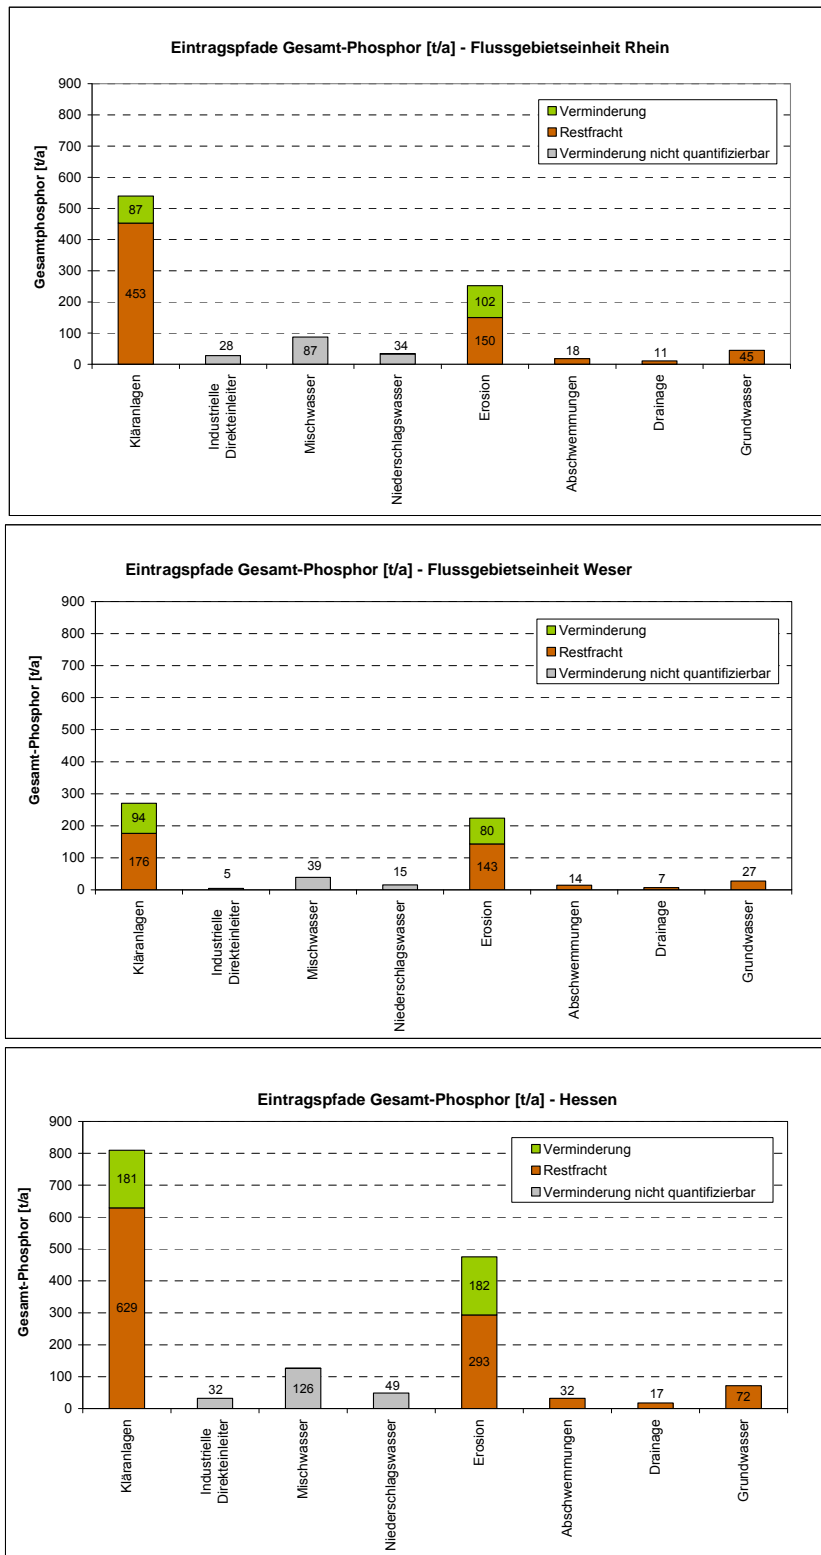 Eintragspfade Gesamt-Phosphor [t/a] - Flussgebietseinheit Rhein
Gesamtphosphor [t/a]
900
800
700
600
500
400
300
200
100
0
Verminderung
Restfracht
Verminderung nicht quantifizierbar
87
453
28
87
34
102
150
18
11
45
Kläranlagen
Industrielle
Direkteinleiter
Mischwasser
Niederschlagswasser
Erosion
Abschwemmungen
Drainage
Grundwasser
Eintragspfade Gesamt-Phosphor [t/a] - Flussgebietseinheit Weser
Gesamt-Phosphor [t/a]
900
800
700
600
500
400
300
200
100
0
Verminderung
Restfracht
Verminderung nicht quantifizierbar
94
176
5
39
15
80
143
14
7
27
Kläranlagen
Industrielle
Direkteinleiter
Mischwasser
Niederschlagswasser
Erosion
Abschwemmungen
Drainage
Grundwasser
Eintragspfade Gesamt-Phosphor [t/a] - Hessen
Gesamt-Phosphor [t/a]
900
800
700
600
500
400
300
200
100
0
Verminderung
Restfracht
Verminderung nicht quantifizierbar
181
629
32
126
49
182
293
32
17
72
Kläranlagen
Industrielle
Direkteinleiter
Mischwasser
Niederschlagswasser
Erosion
Abschwemmungen
Drainage
Grundwasser